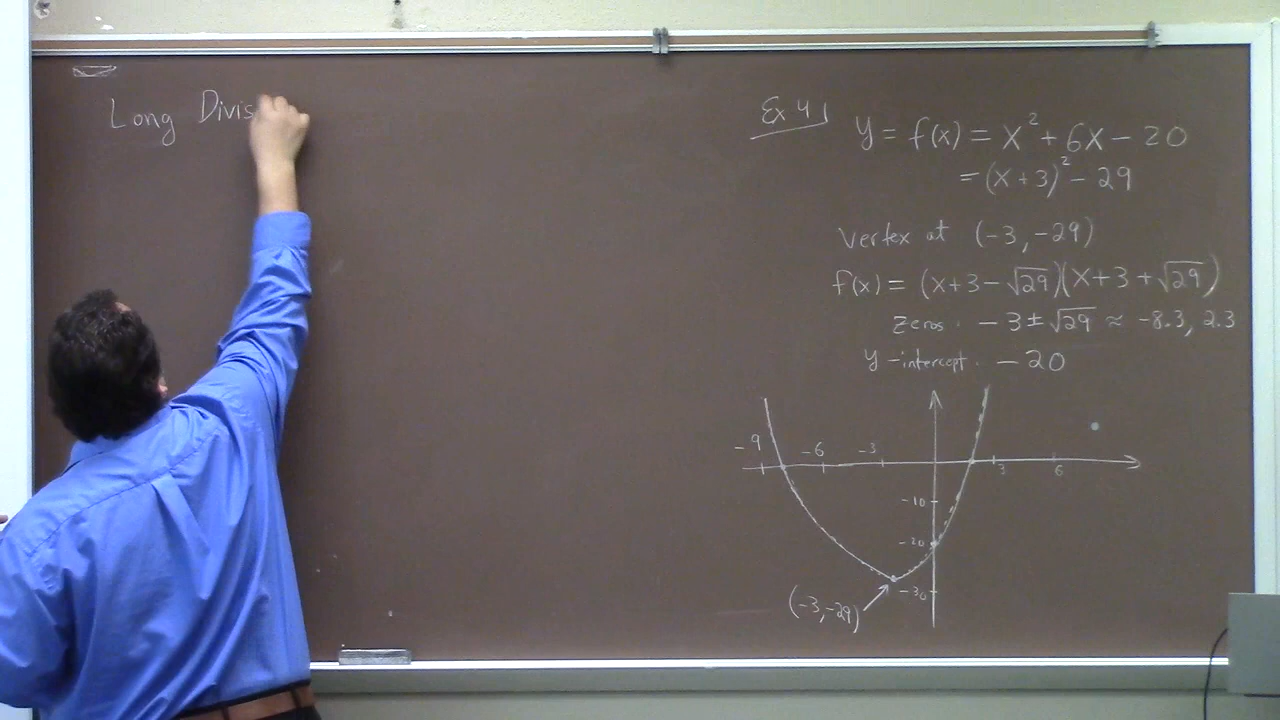 Long Divis
Ex 4.1
y = f(x) = x² + 6x - 20
= (x+3)² - 29
Vertex at (-3, -29)
f(x) = (x+3-√29)(x+3+√29)
Zeros: -3±√29 ≈ -8.3, 2.3
y-intercept: -20
-9 -6 -3 3 6
-10
-20
-30
(-3,-29)